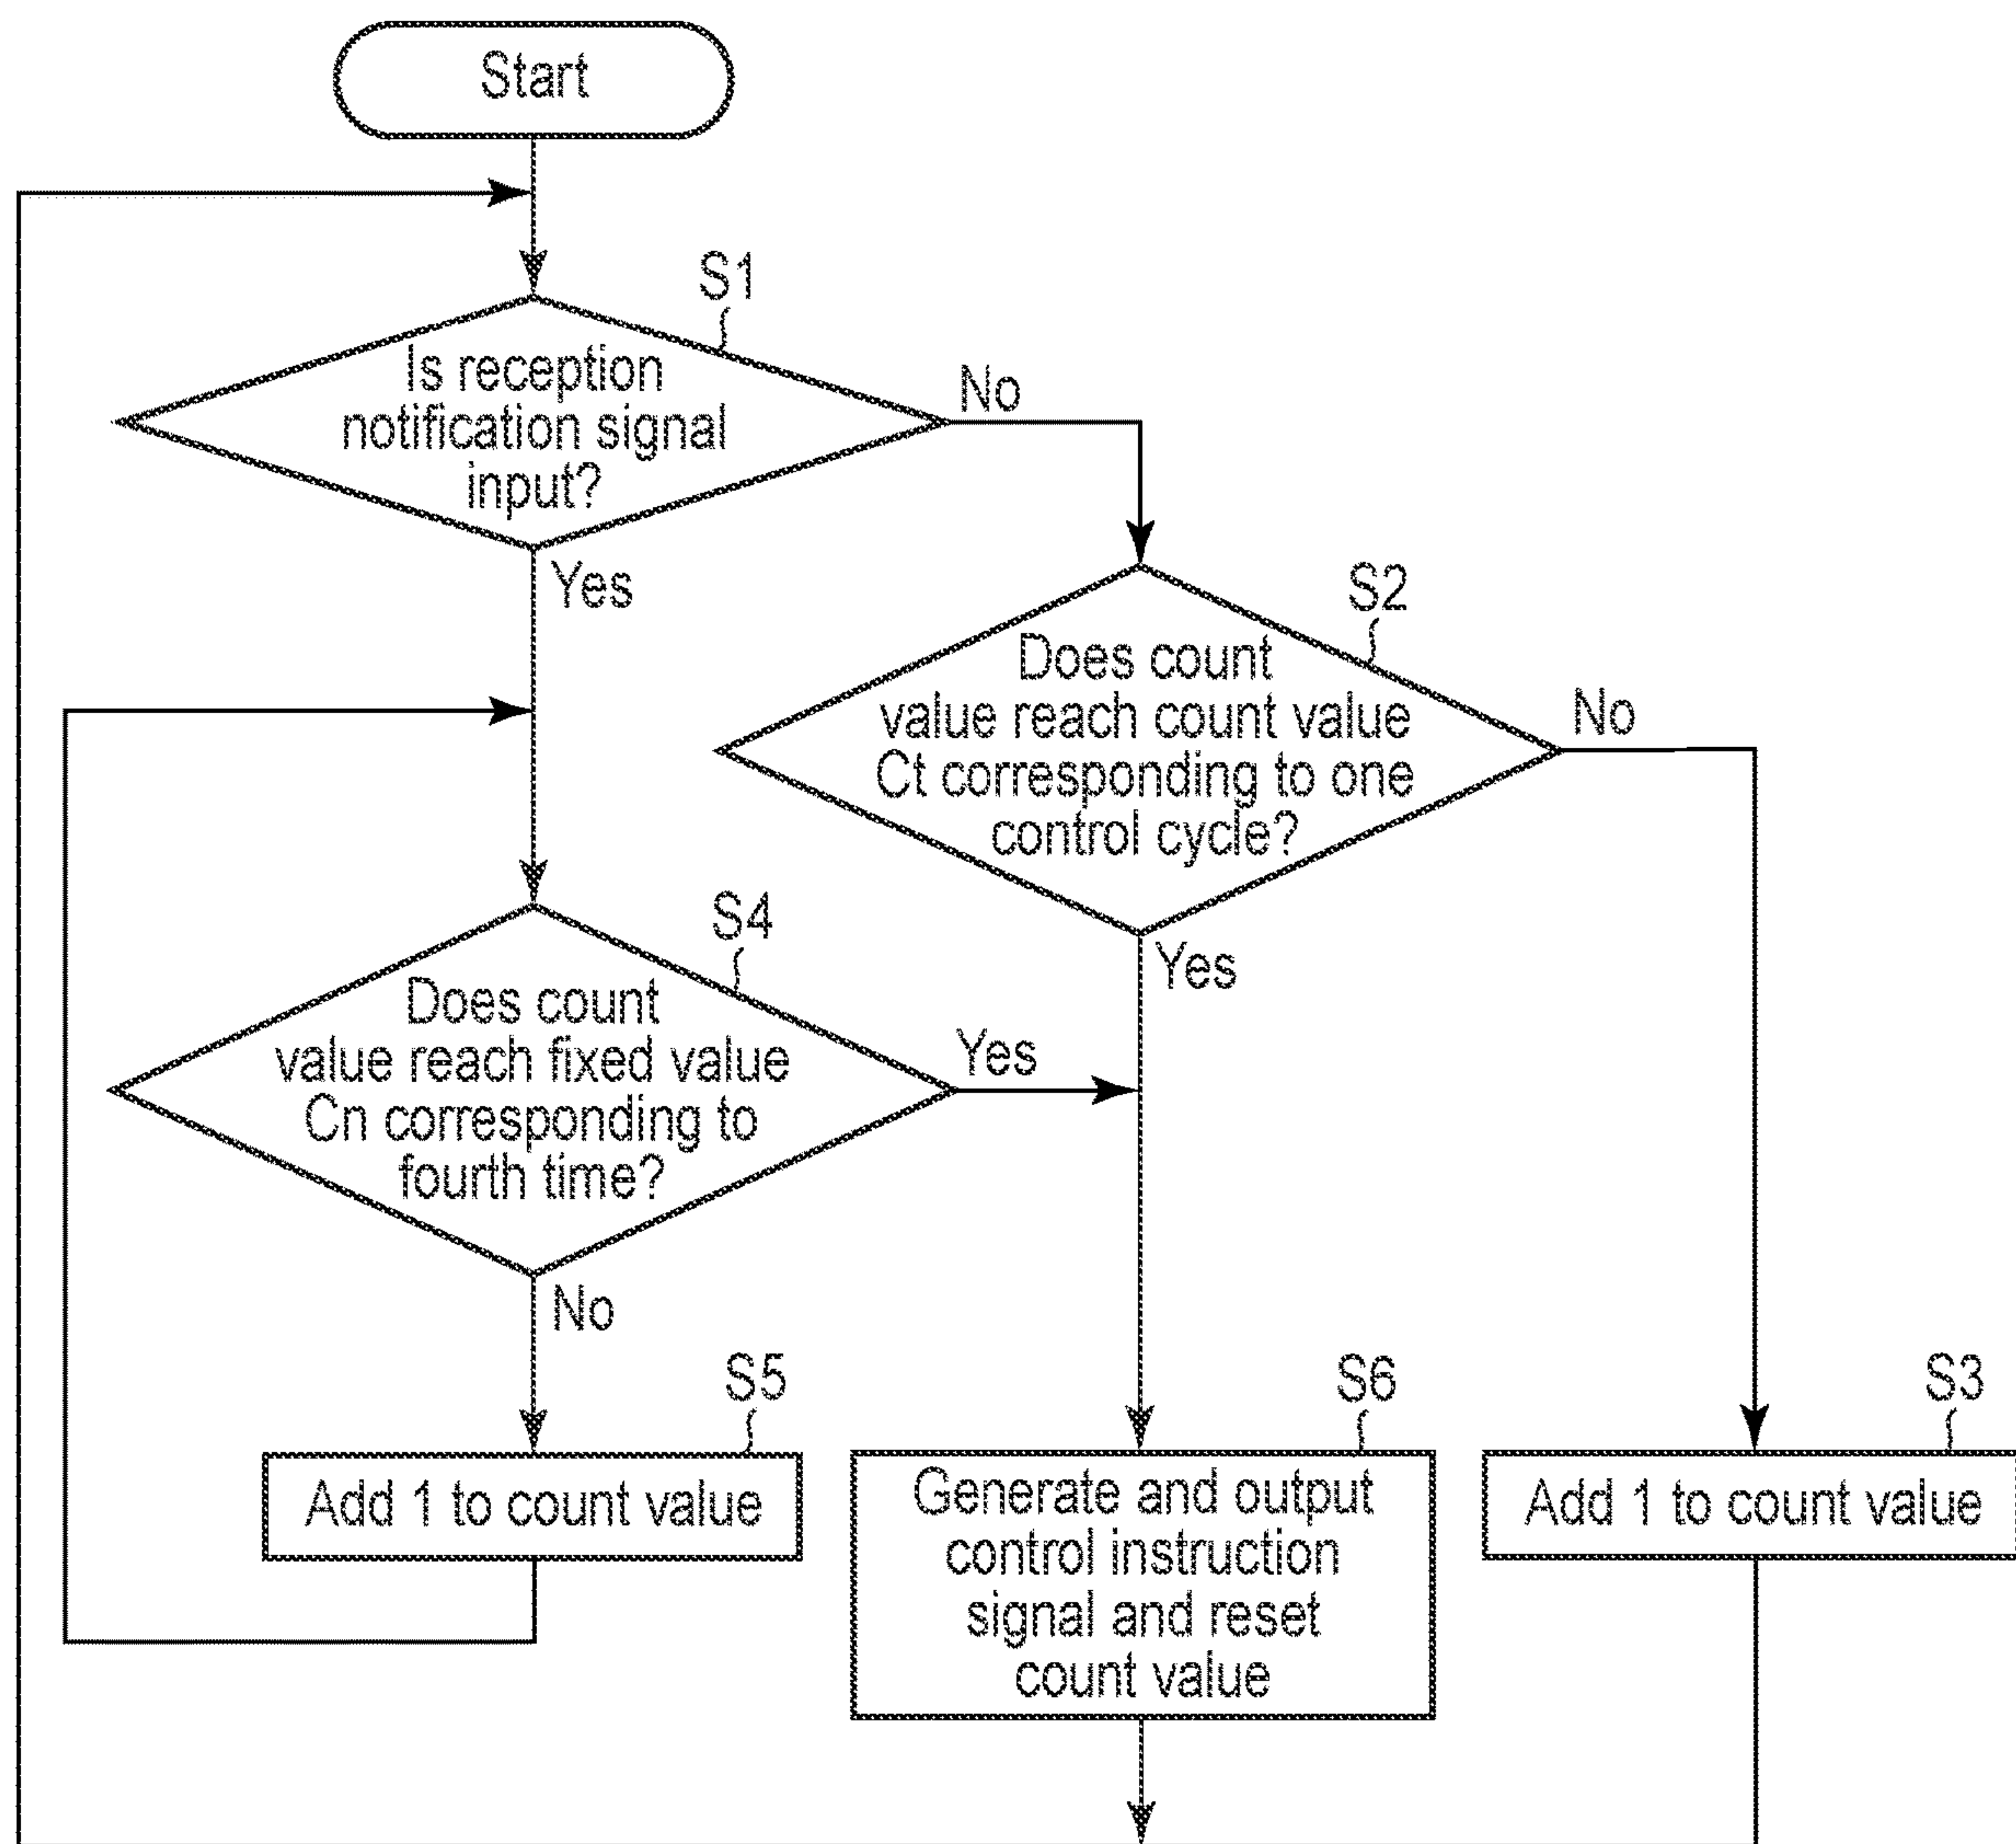 Start
S1
Is reception
notification signal
input?
No
Yes
S2
Does count
value reach count value
Ct corresponding to one
control cycle?
No
Yes
S4
Does count
value reach fixed value
Cn corresponding to
fourth time?
Yes
No
S5
Add 1 to count value
S6
Generate and output
control instruction
signal and reset
count value
S3
Add 1 to count value